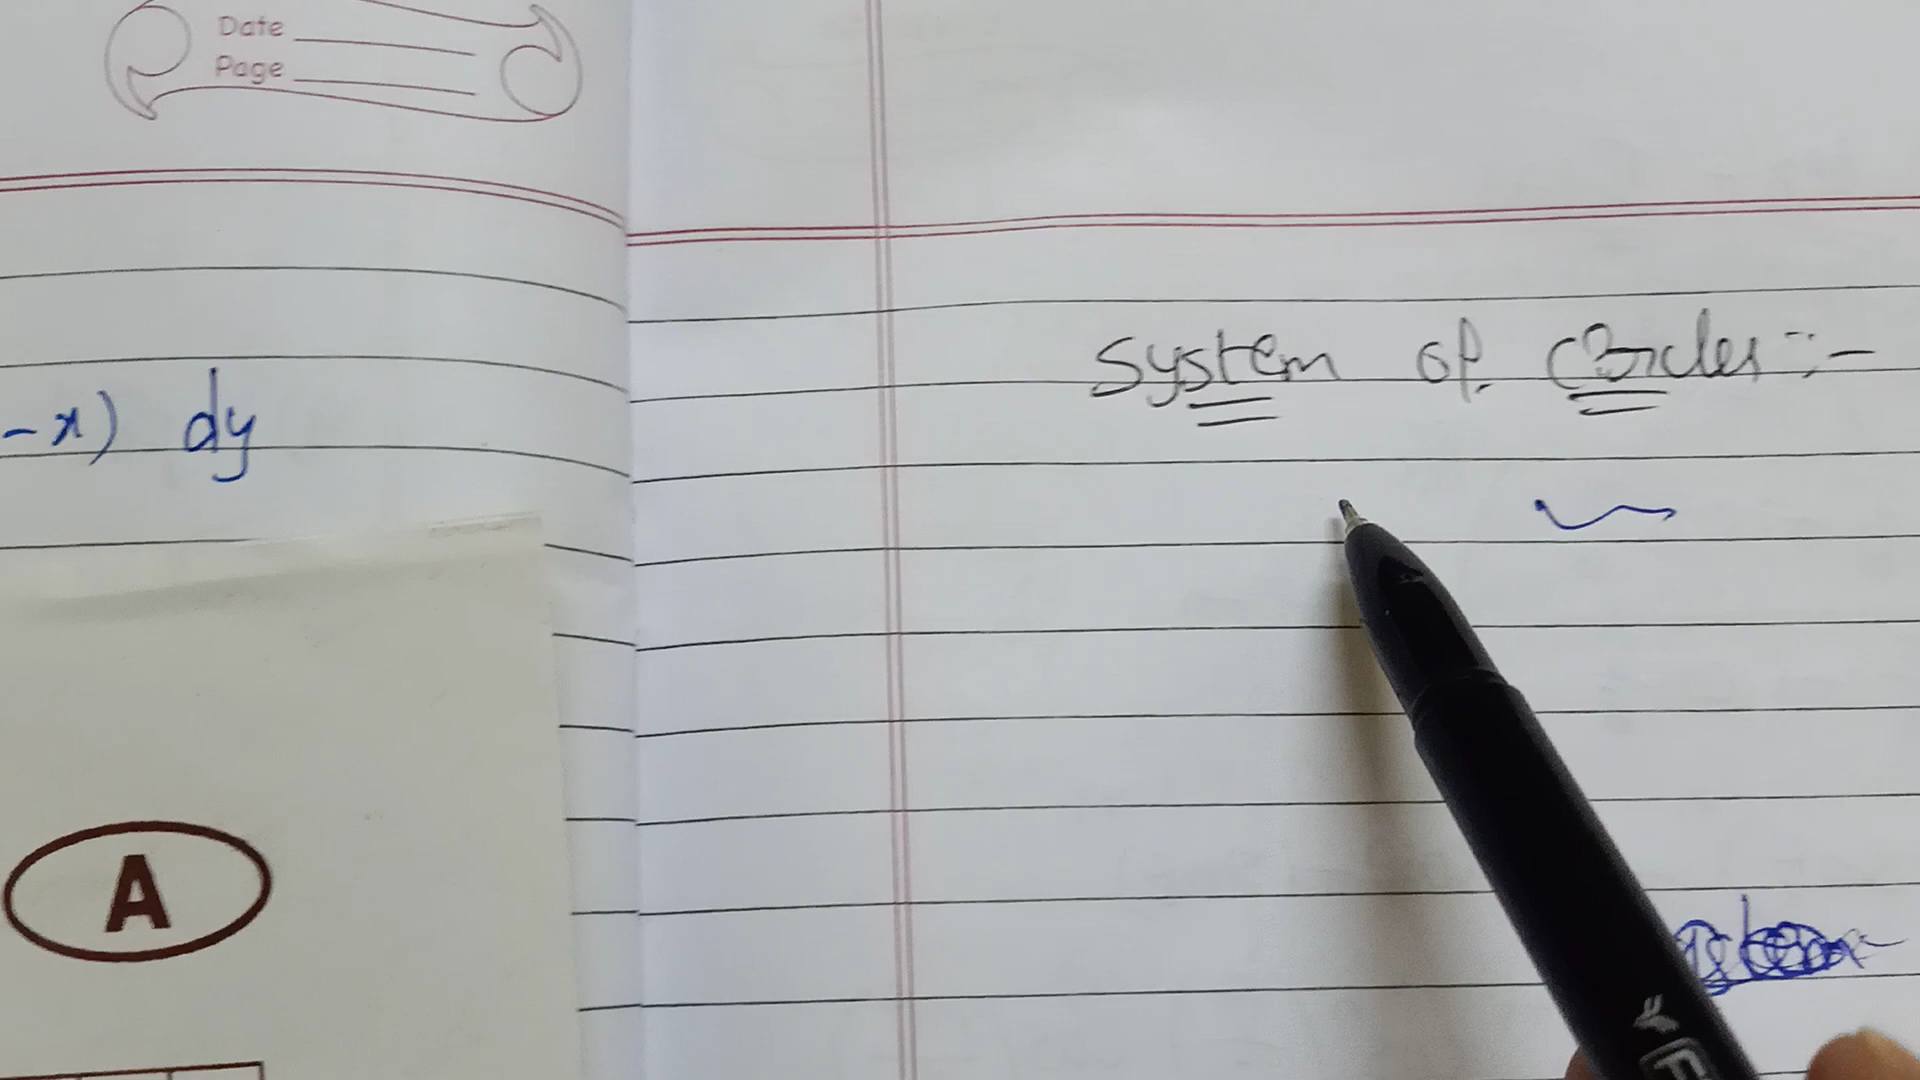 Date
Page
-x) dy
A
System of Circles :-